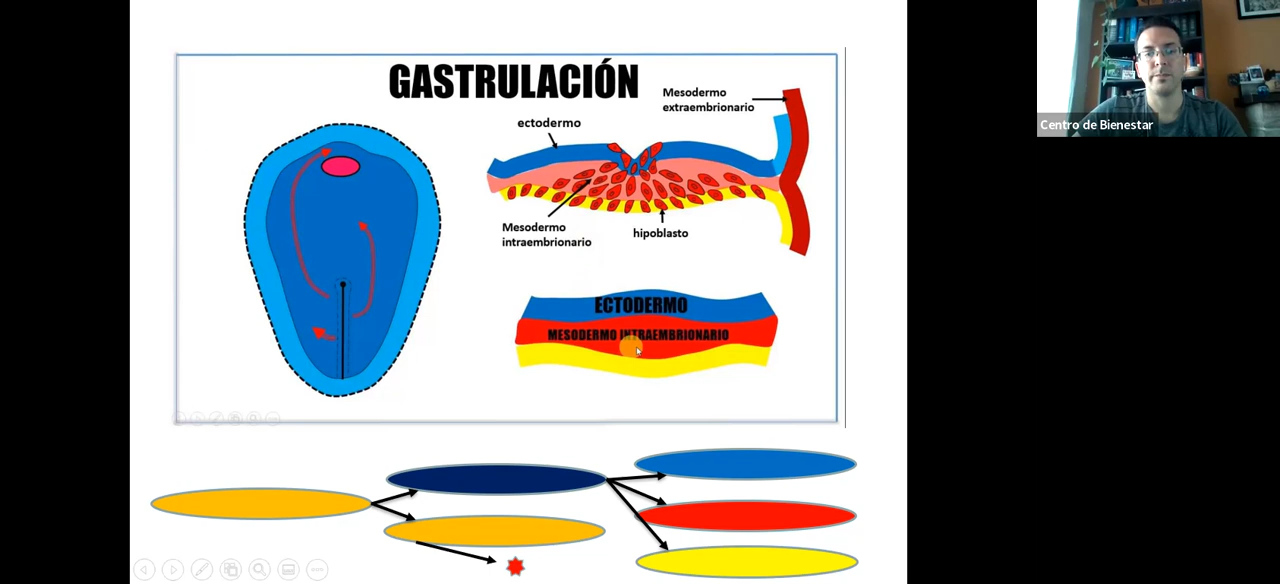 GASTRULACIÓN
Mesodermo
extraembrionario
ectodermo
Mesodermo
intraembrionario
hipoblasto
ECTODERMO
MESODERMO INTRAEMBRIONARIO
Centro de Bienestar